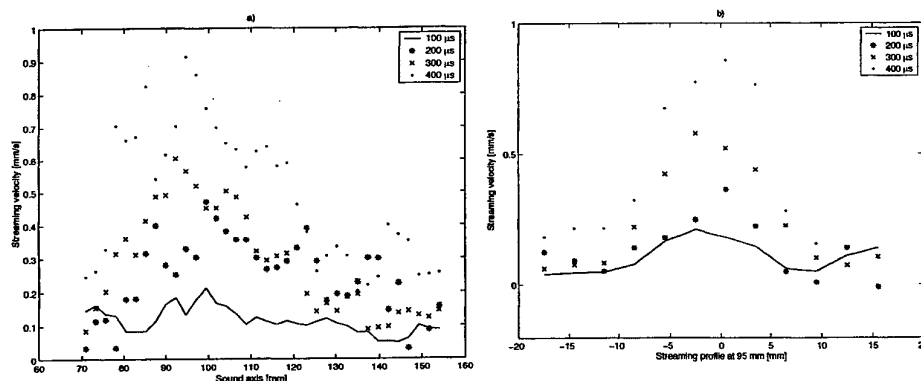 a)
1
0.9
0.8
0.7
0.6
0.5
0.4
0.3
0.2
0.1
0
60 70 80 90 100 110 120 130 140 150 160
Sound axis [mm]
Streaming velocity [mm/s]
100 µs
200 µs
300 µs
400 µs
b)
1
0.5
0
-20 -15 -10 -5 0 5 10 15 20
Streaming profile at 95 mm [mm]
Streaming velocity [mm/s]
100 µs
200 µs
300 µs
400 µs